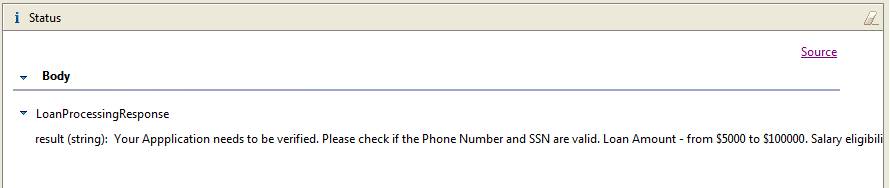 Status
Source
Body
LoanProcessingResponse
result (string): Your Appplication needs to be verified. Please check if the Phone Number and SSN are valid. Loan Amount - from $5000 to $100000. Salary eligibili